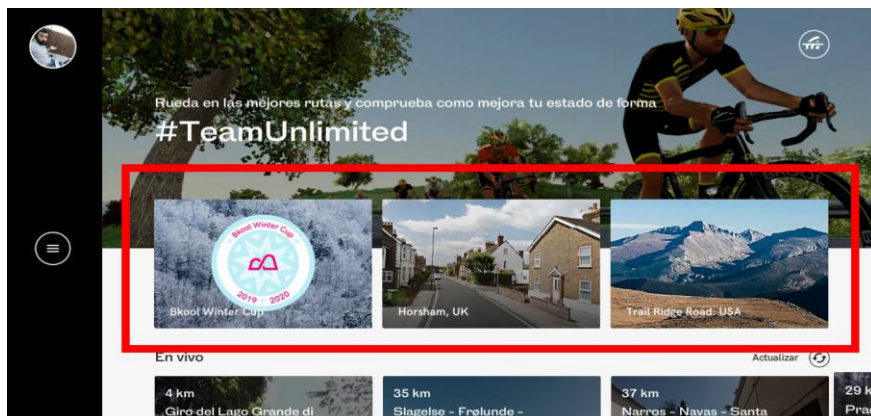 Rueda en las mejores rutas y comprueba como mejora tu estado de forma
#TeamUnlimited
Bkool Winter Cup
2019 2020
Bkool Winter Cup
Horsham, UK
Trail Ridge Road. USA
En vivo
Actualizar
4 km
35 km
37 km
29 k
Giro del Lago Grande di
Slagelse - Frølunde -
Narros - Navas - Santa
Pra